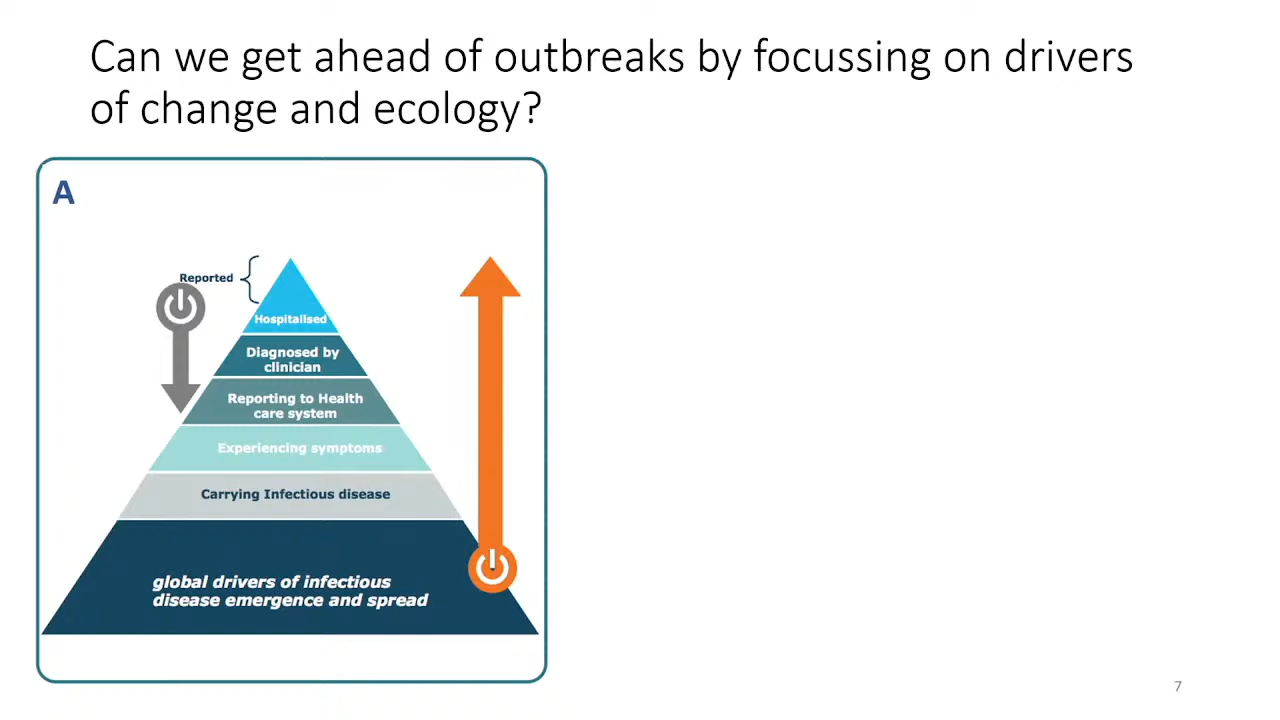 Can we get ahead of outbreaks by focussing on drivers
of change and ecology?
A
Reported
Hospitalised
Diagnosed by
clinician
Reporting to Health
care system
Experiencing symptoms
Carrying Infectious disease
global drivers of infectious
disease emergence and spread
7